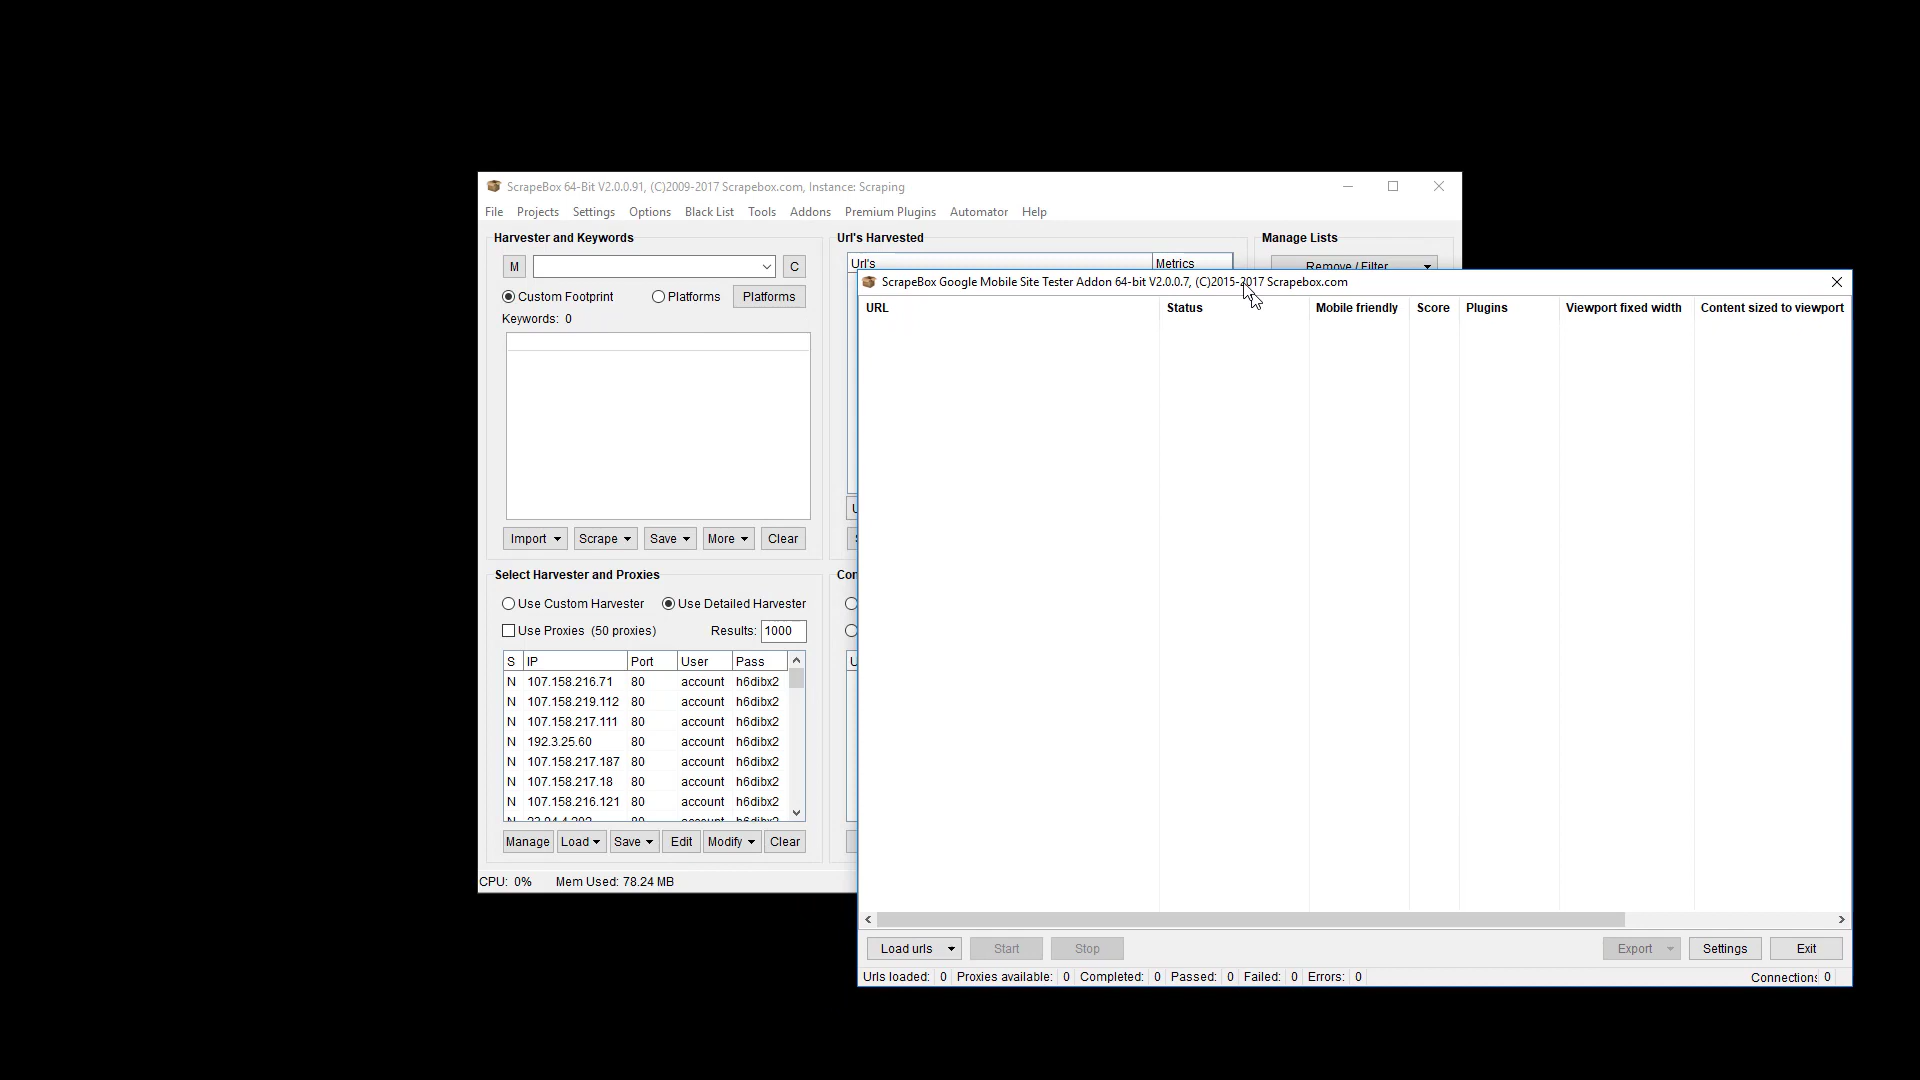 ScrapeBox 64-Bit V2.0.0.91, (C)2009-2017 Scrapebox.com, Instance: Scraping
File Projects Settings Options Black List Tools Addons Premium Plugins Automator Help
Harvester and Keywords
M
C
Custom Footprint
Platforms
Platforms
Keywords: 0
Import
Scrape
Save
More
Clear
Select Harvester and Proxies
Use Custom Harvester
Use Detailed Harvester
Use Proxies (50 proxies)
Results: 1000
S IP Port User Pass
N 107.158.216.71 80 account h6dibx2
N 107.158.219.112 80 account h6dibx2
N 107.158.217.111 80 account h6dibx2
N 192.3.25.60 80 account h6dibx2
N 107.158.217.187 80 account h6dibx2
N 107.158.217.18 80 account h6dibx2
N 107.158.216.121 80 account h6dibx2
Manage
Load
Save
Edit
Modify
Clear
CPU: 0% Mem Used: 78.24 MB
Url's Harvested
Url's Metrics
Manage Lists
Remove / Filter
ScrapeBox Google Mobile Site Tester Addon 64-bit V2.0.0.7, (C)2015-2017 Scrapebox.com
URL Status Mobile friendly Score Plugins Viewport fixed width Content sized to viewport
Load urls
Start
Stop
Export
Settings
Exit
Urls loaded: 0 Proxies available: 0 Completed: 0 Passed: 0 Failed: 0 Errors: 0
Connections 0